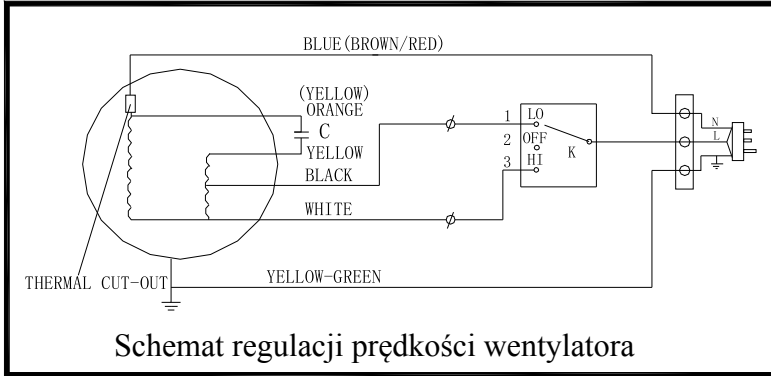 BLUE(BROWN/RED)
(YELLOW)
ORANGE
C
YELLOW
BLACK
WHITE
1 LO
2 OFF
3 HI
K
N
L
THERMAL CUT-OUT
YELLOW-GREEN
Schemat regulacji prędkości wentylatora